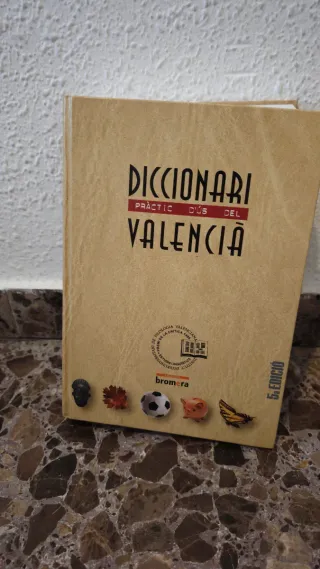 DICCIONARI
PRÀCTIC D'ÚS DEL
VALENCIÀ
bromera
5a EDICIÓ